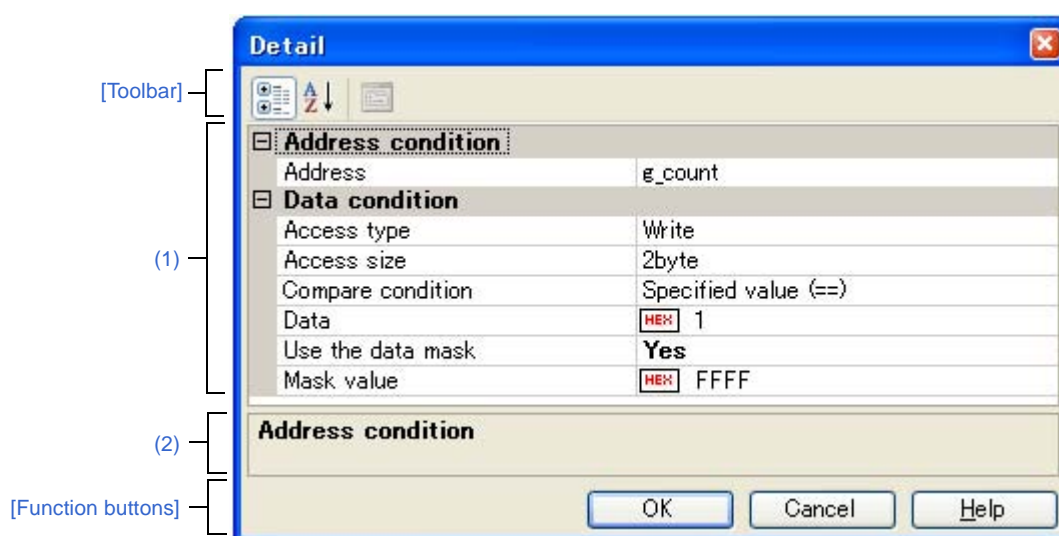 Detail
[Toolbar]
A
Z
Address condition
Address g_count
Data condition
Access type Write
(1)
Access size 2byte
Compare condition Specified value (==)
Data HEX 1
Use the data mask Yes
Mask value HEX FFFF
Address condition
(2)
[Function buttons]
OK Cancel Help